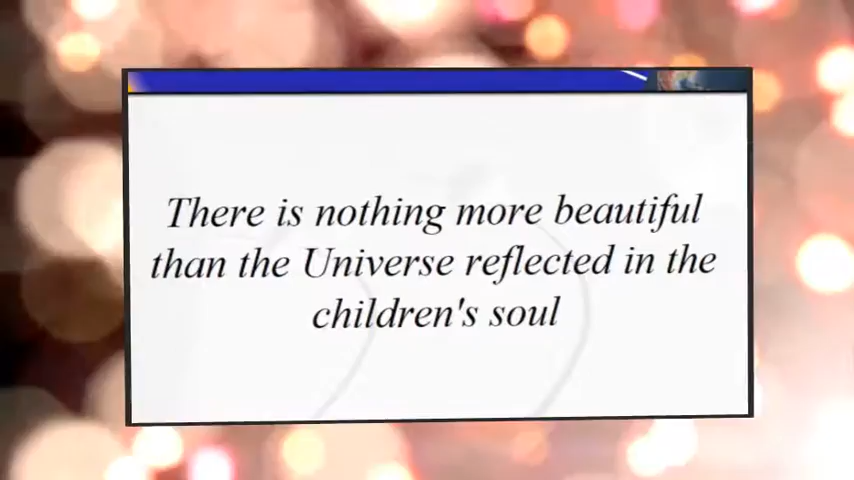 There is nothing more beautiful
than the Universe reflected in the
children's soul